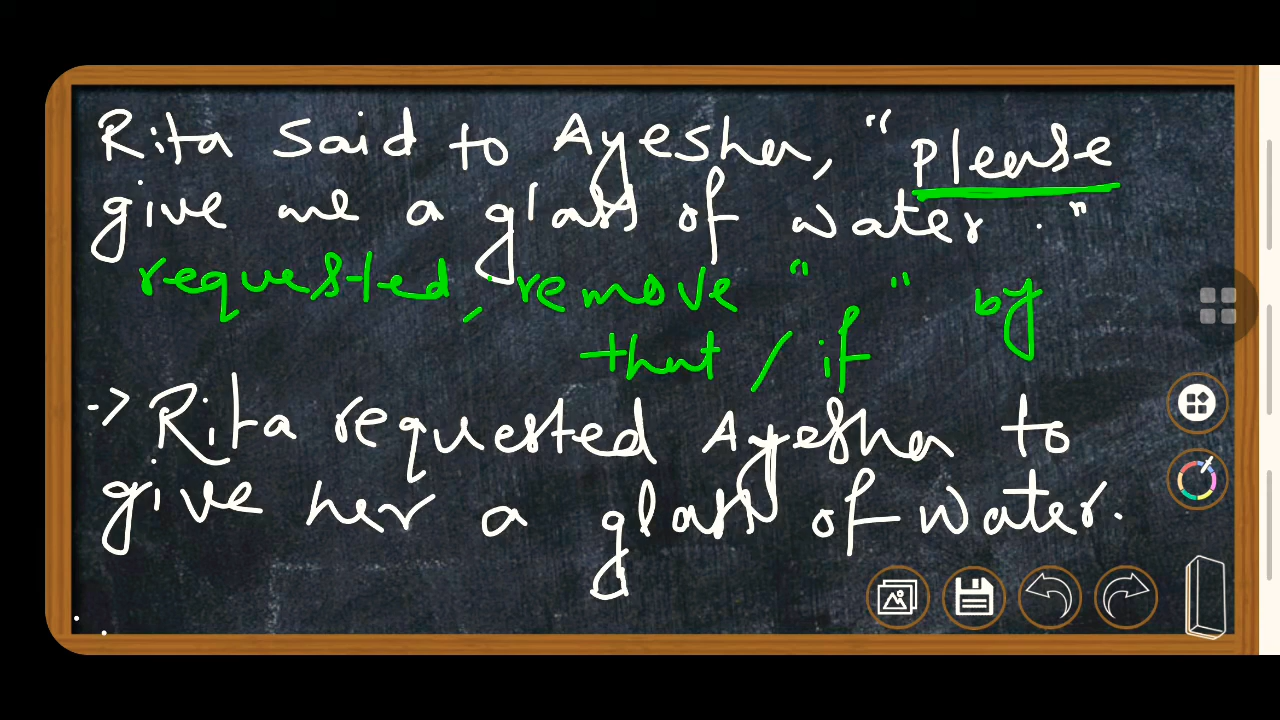 Rita said to Ayesha, "please
give me a glass of water."
requested, remove " " by
that / if
-> Rita requested Ayesha to
give her a glass of water.